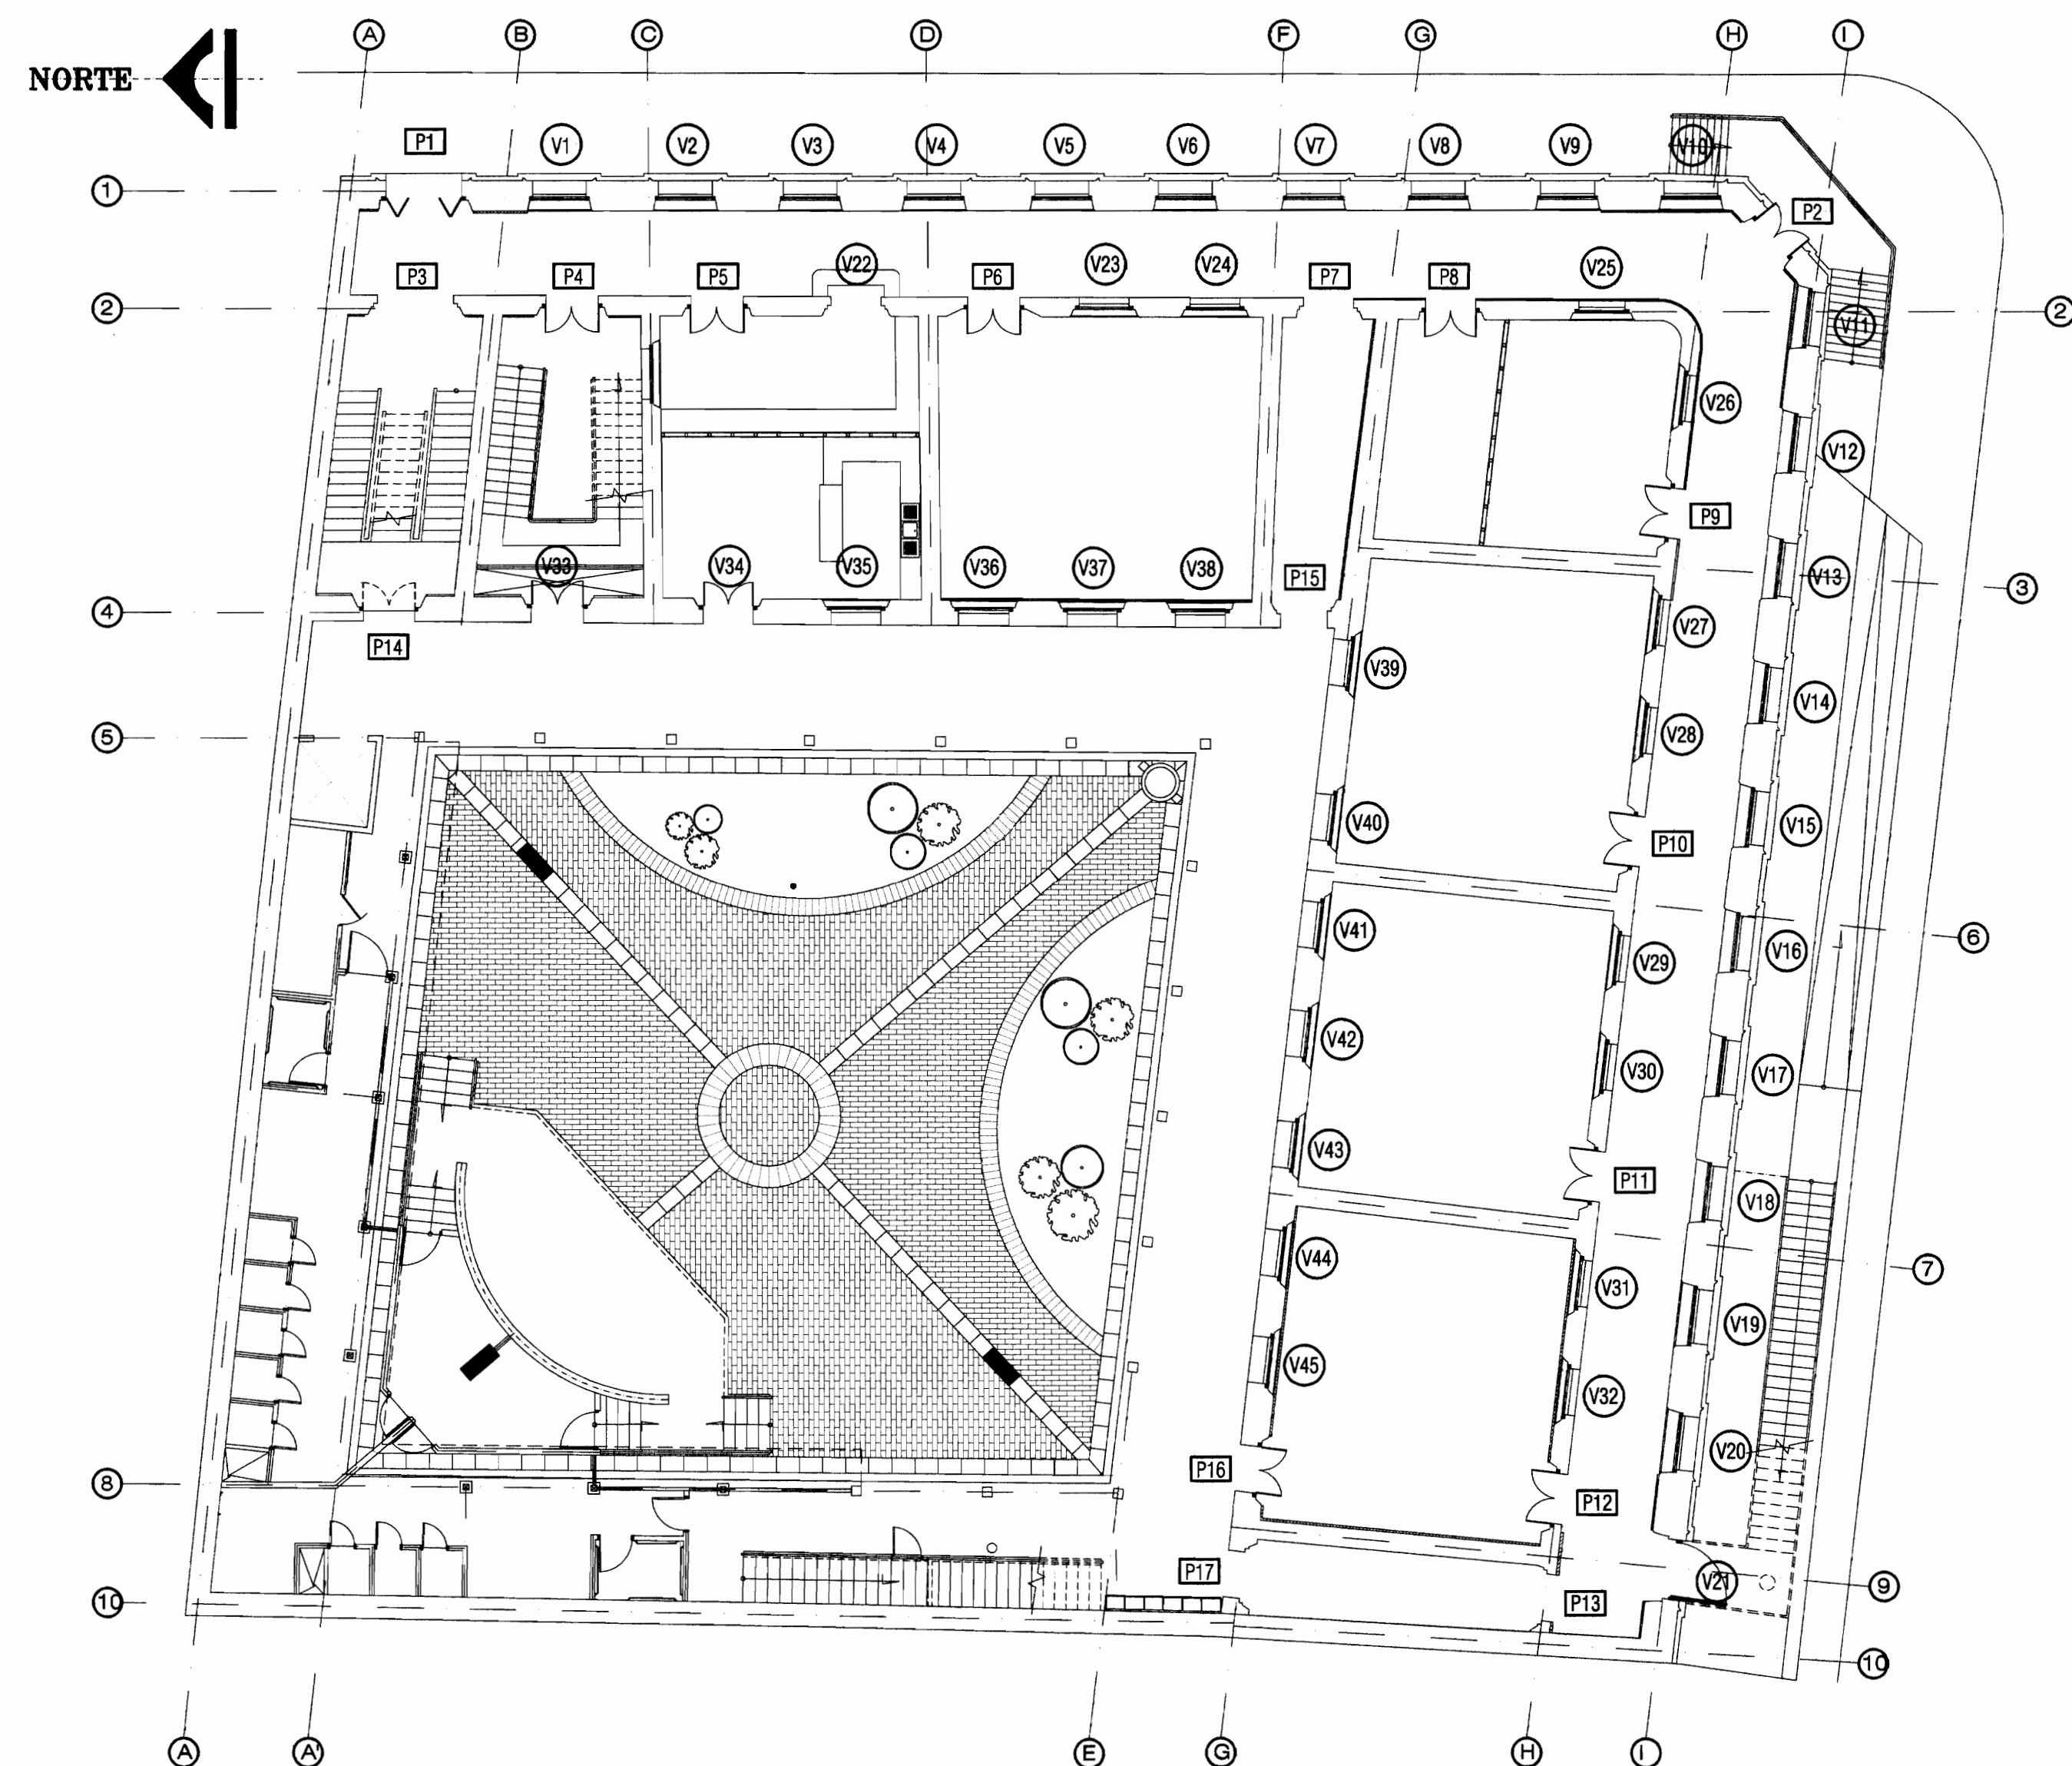 A B C D F G H I
NORTE
P1 V1 V2 V3 V4 V5 V6 V7 V8 V9 V10
1
P2
P3 P4 P5 V22 P6 V23 V24 P7 P8 V25
2 2
V11
V26
V12
P9
V33 V34 V35 V36 V37 V38 P15 V13 3
4
P14 V39 V27
V14
5 V28
V40 P10 V15
V41 V29 V16 6
V42 V30 V17
V43 P11 V18
V44 V31 7
V45 V32 V19
P16 V20
8 P12
P17 V21 9
10 P13
10
A A' E G H I